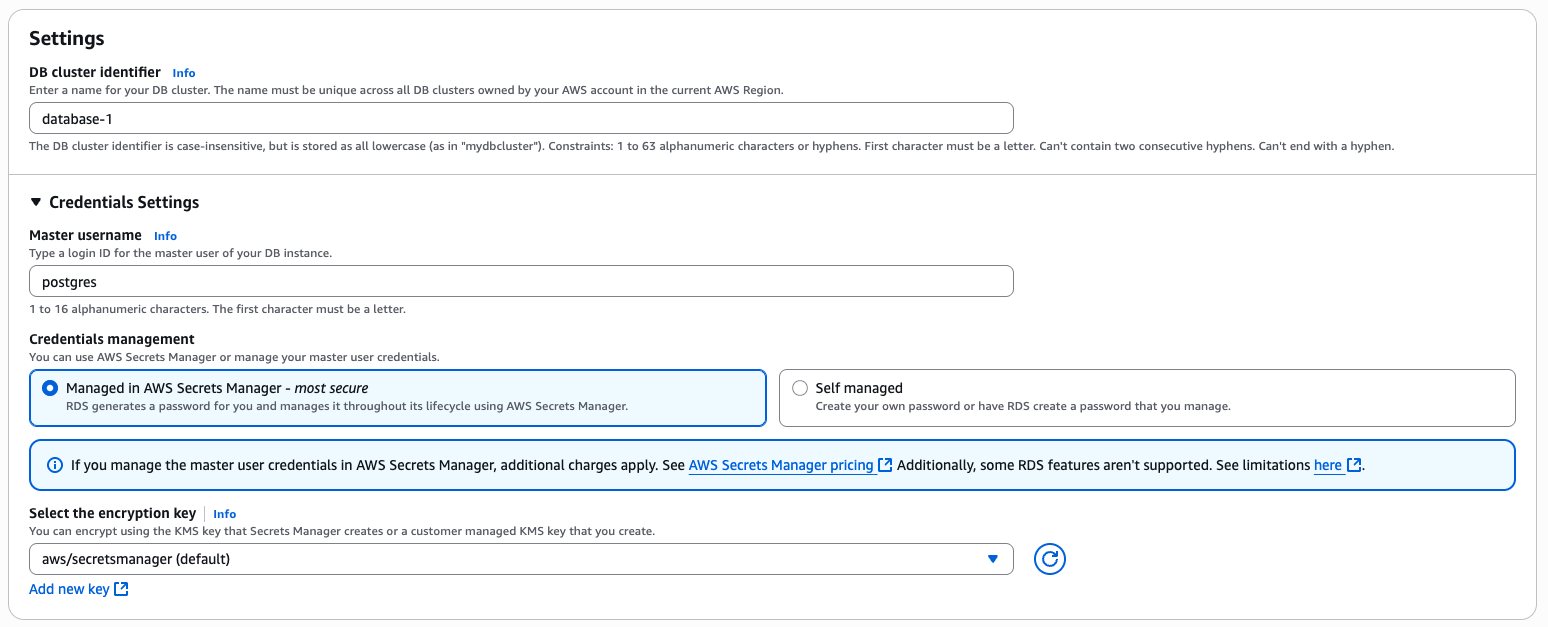 Settings
DB cluster identifier Info
Enter a name for your DB cluster. The name must be unique across all DB clusters owned by your AWS account in the current AWS Region.
database-1
The DB cluster identifier is case-insensitive, but is stored as all lowercase (as in "mydbcluster"). Constraints: 1 to 63 alphanumeric characters or hyphens. First character must be a letter. Can't contain two consecutive hyphens. Can't end with a hyphen.
Credentials Settings
Master username Info
Type a login ID for the master user of your DB instance.
postgres
1 to 16 alphanumeric characters. The first character must be a letter.
Credentials management
You can use AWS Secrets Manager or manage your master user credentials.
Managed in AWS Secrets Manager - most secure
RDS generates a password for you and manages it throughout its lifecycle using AWS Secrets Manager.
Self managed
Create your own password or have RDS create a password that you manage.
If you manage the master user credentials in AWS Secrets Manager, additional charges apply. See AWS Secrets Manager pricing Additionally, some RDS features aren't supported. See limitations here.
Select the encryption key Info
You can encrypt using the KMS key that Secrets Manager creates or a customer managed KMS key that you create.
aws/secretsmanager (default)
Add new key